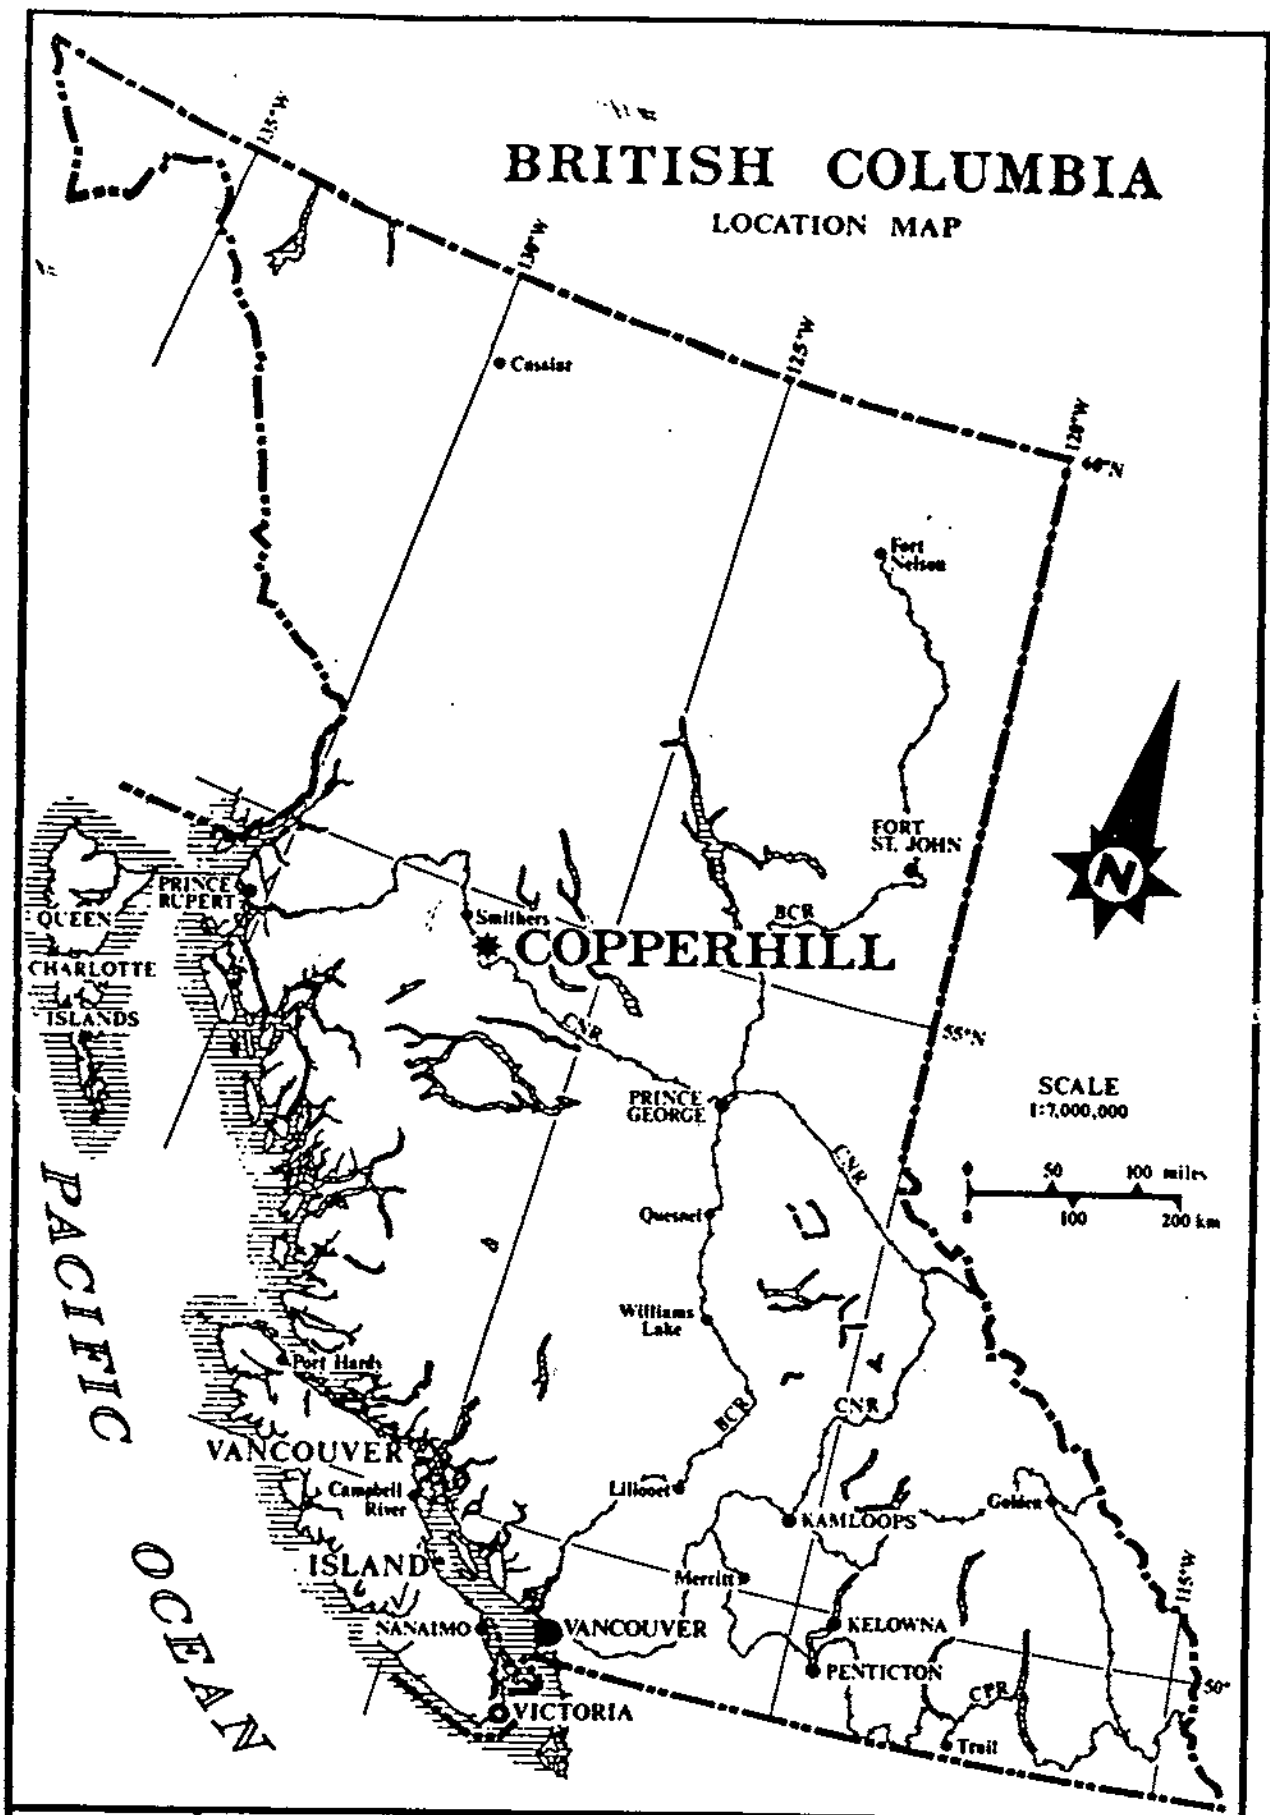 BRITISH COLUMBIA
LOCATION MAP
135°W
130°W
125°W
120°W
60°N
Cassiar
Fort
Nelson
FORT
ST. JOHN
N
PRINCE
RUPERT
QUEEN
CHARLOTTE
ISLANDS
Smithers
BCR
COPPERHILL
CNR
55°N
PRINCE
GEORGE
SCALE
1:7,000,000
0 50 100 miles
0 100 200 km
CNR
Quesnel
Williams
Lake
PACIFIC
OCEAN
Port Hardy
BCR
CNR
VANCOUVER
ISLAND
Campbell
River
Lillooet
KAMLOOPS
Golden
Merritt
115°W
NANAIMO
VANCOUVER
KELOWNA
PENTICTON
50°
CPR
VICTORIA
Trail